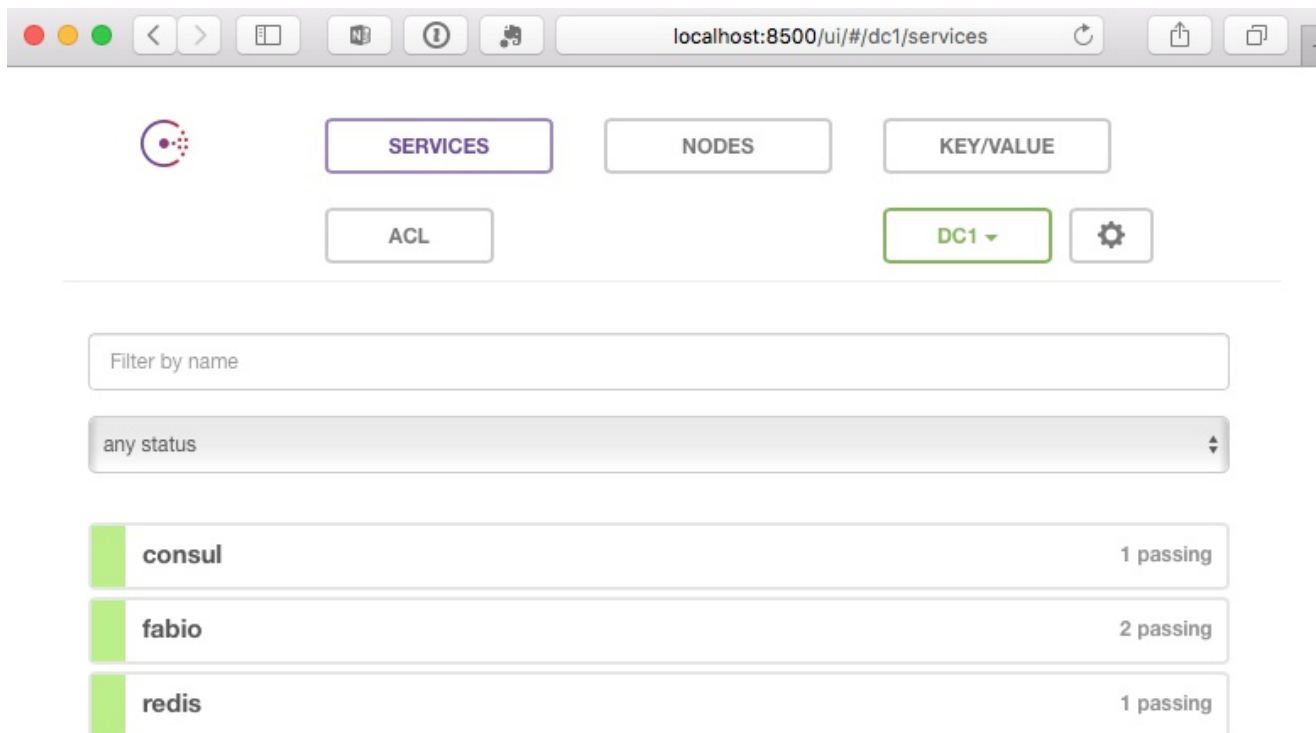 localhost:8500/ui/#/dc1/services
SERVICES
NODES
KEY/VALUE
ACL
DC1
Filter by name
any status
consul 1 passing
fabio 2 passing
redis 1 passing